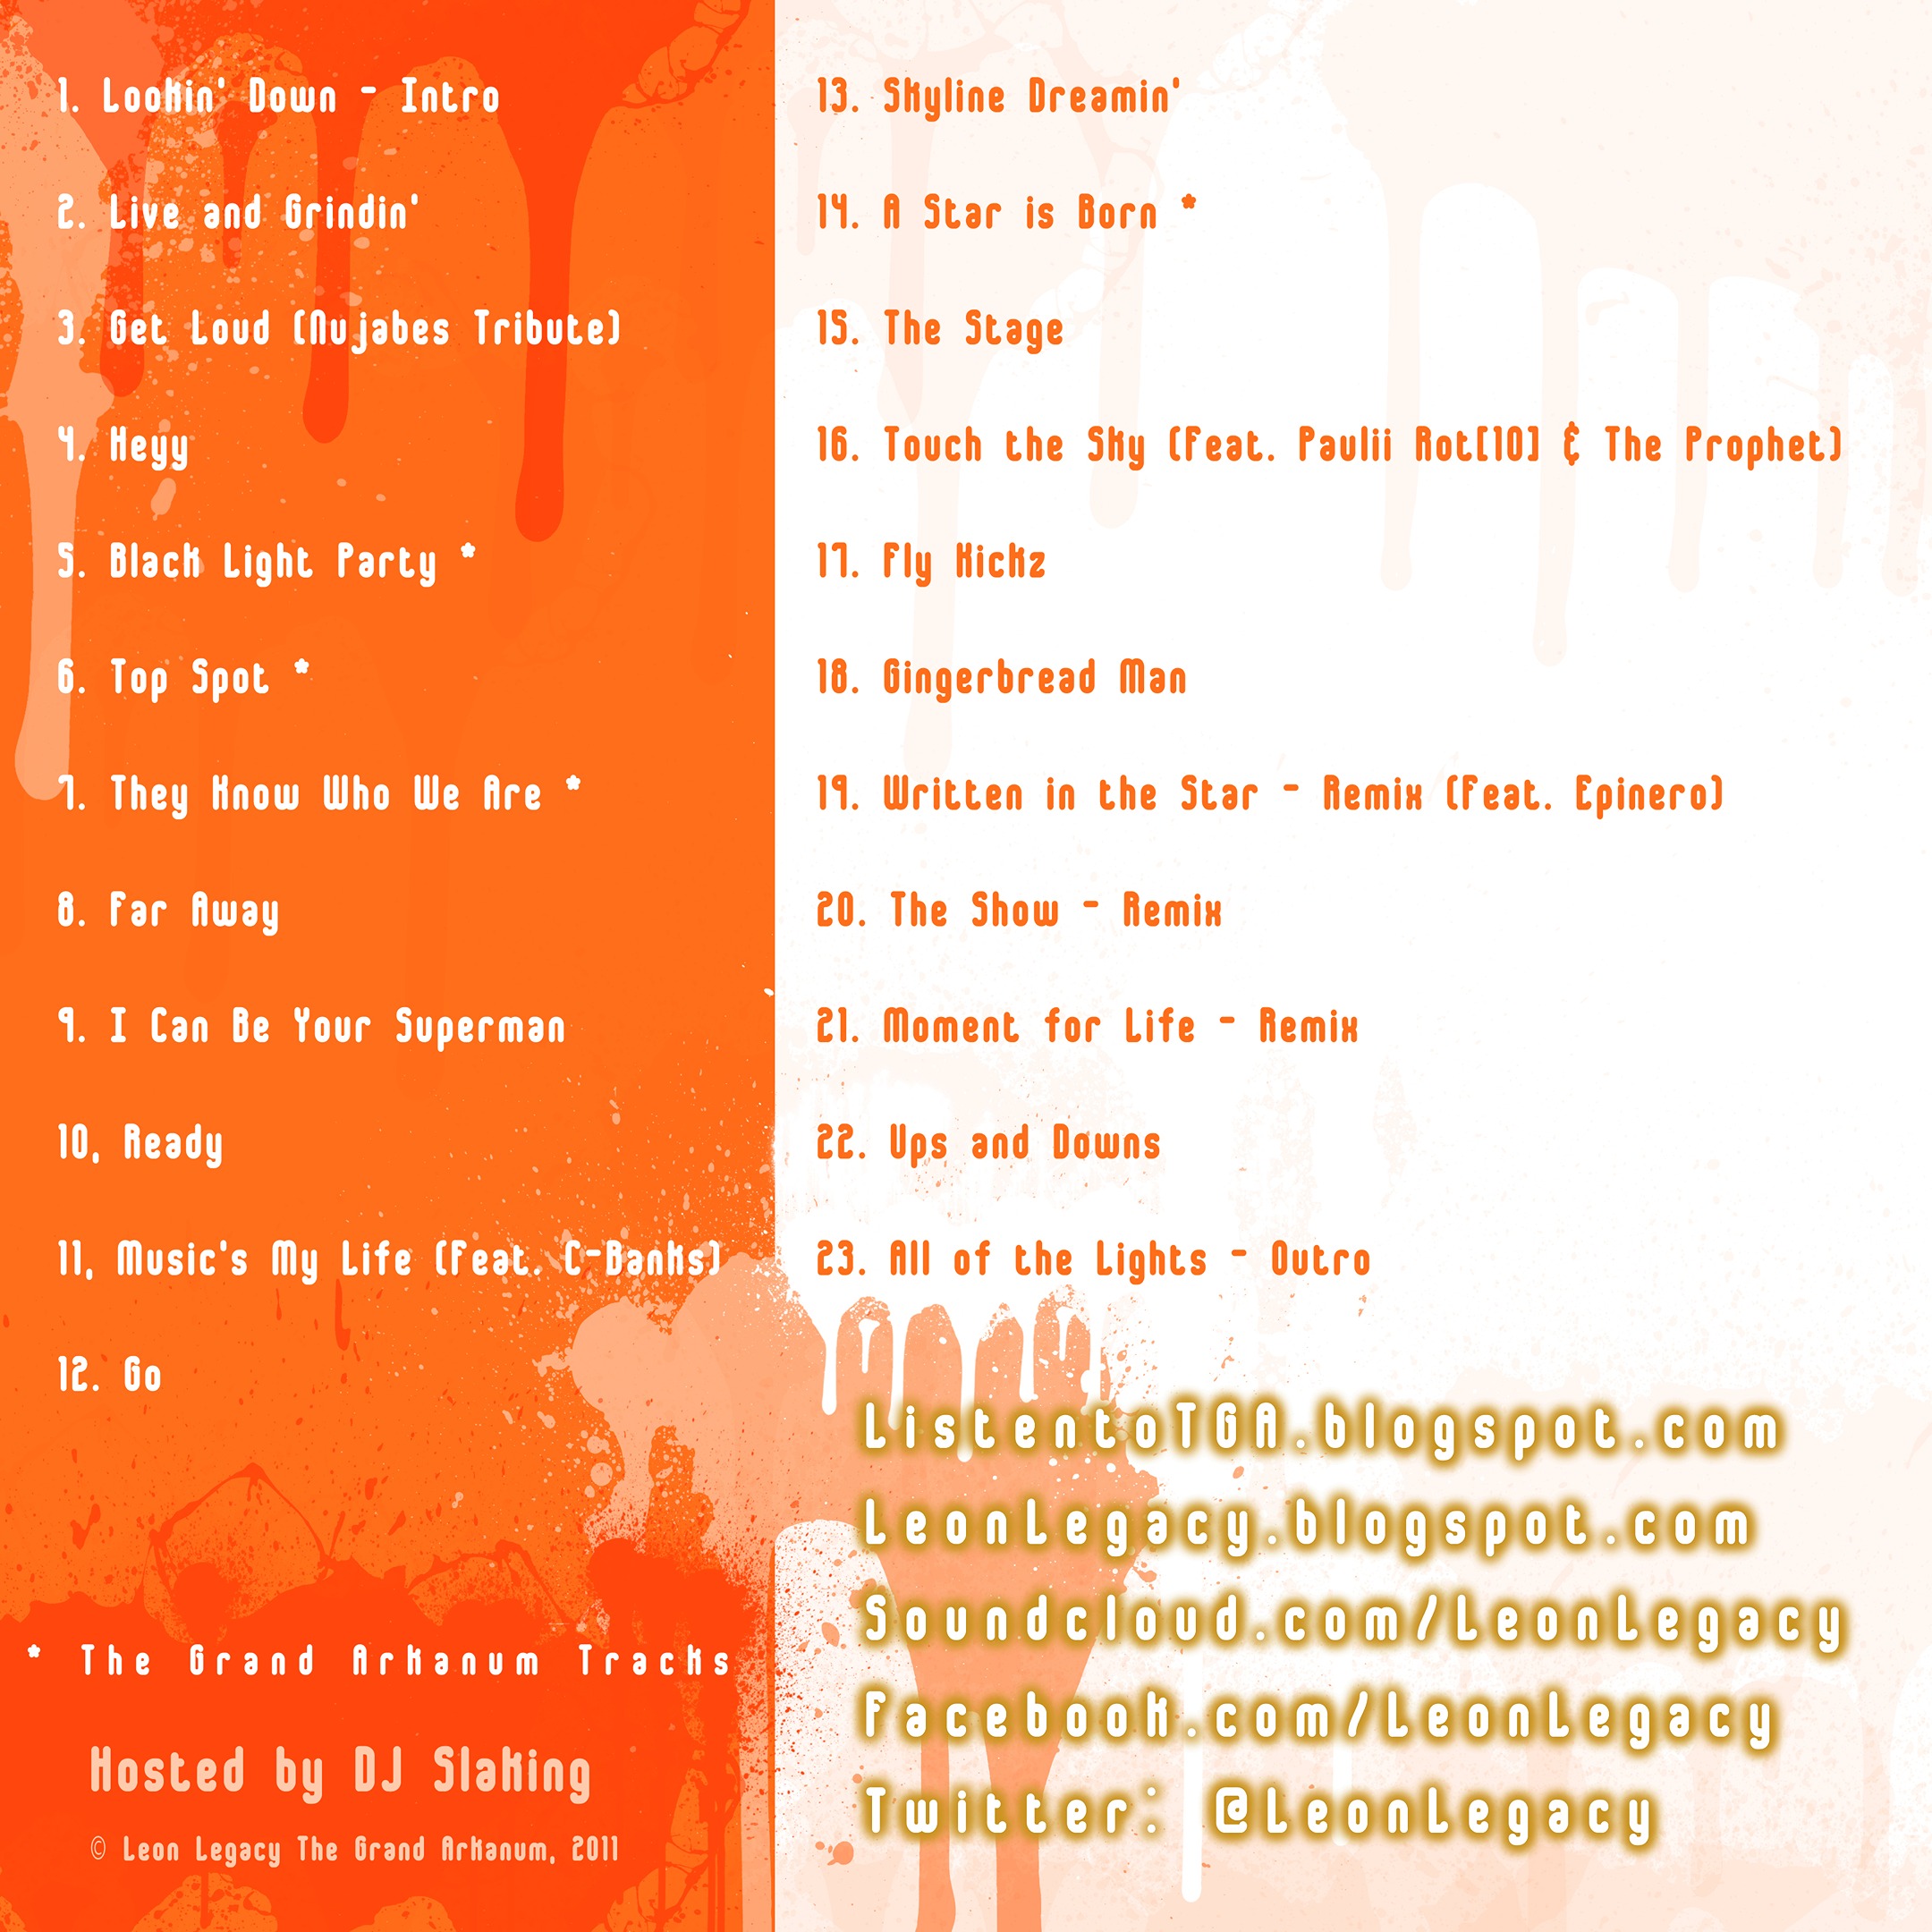 1. Lookin' Down - Intro
2. Live and Grindin'
3. Get Loud (Nujabes Tribute)
4. Heyy
5. Black Light Party *
6. Top Spot *
7. They Know Who We Are *
8. Far Away
9. I Can Be Your Superman
10, Ready
11, Music's My Life (Feat. C-Banks)
12. Go
* The Grand Arkanum Tracks
Hosted by DJ Slaking
© Leon Legacy The Grand Arkanum, 2011
13. Skyline Dreamin'
14. A Star is Born *
15. The Stage
16. Touch the Sky (Feat. Paulii Rot[10] & The Prophet)
17. Fly Kickz
18. Gingerbread Man
19. Written in the Star - Remix (Feat. Epinero)
20. The Show - Remix
21. Moment for Life - Remix
22. Ups and Downs
23. All of the Lights - Outro
ListentoTGA.blogspot.com
LeonLegacy.blogspot.com
Soundcloud.com/LeonLegacy
Facebook.com/LeonLegacy
Twitter: @LeonLegacy